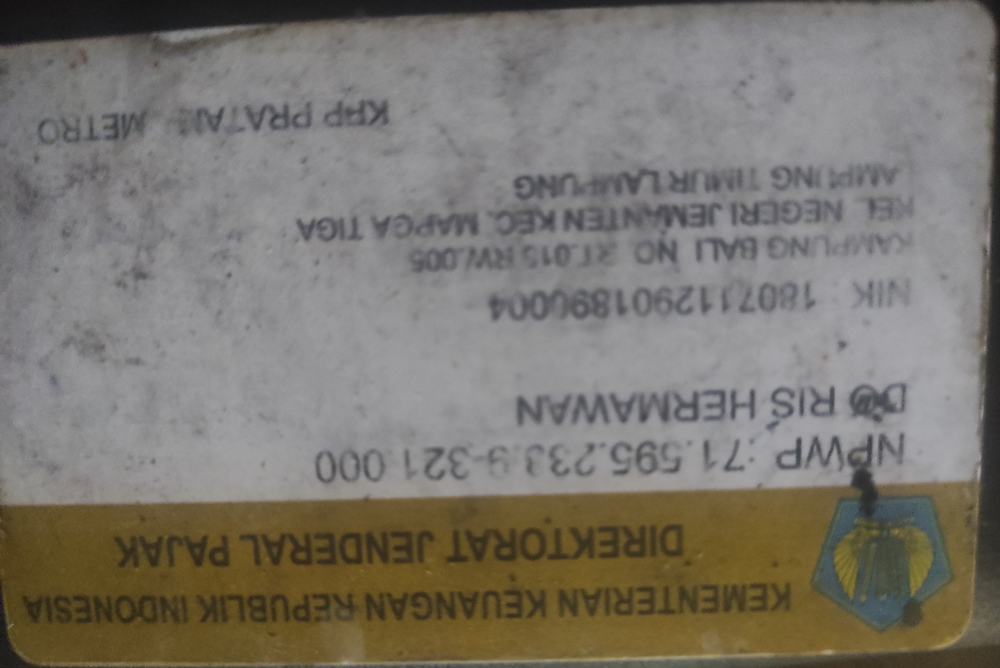 KEMENTERIAN KEUANGAN REPUBLIK INDONESIA
DIREKTORAT JENDERAL PAJAK
NPWP : 71.595.233.9-321.000
RIS HERMAWAN
NIK 1807112901890004
KAMPUNG BALI NO RT.015 RW.005
KEL. NEGERI JEMANTEN KEC. MARGA TIGA
AMPUNG TIMUR LAMPUNG
KPP PRATAMA METRO